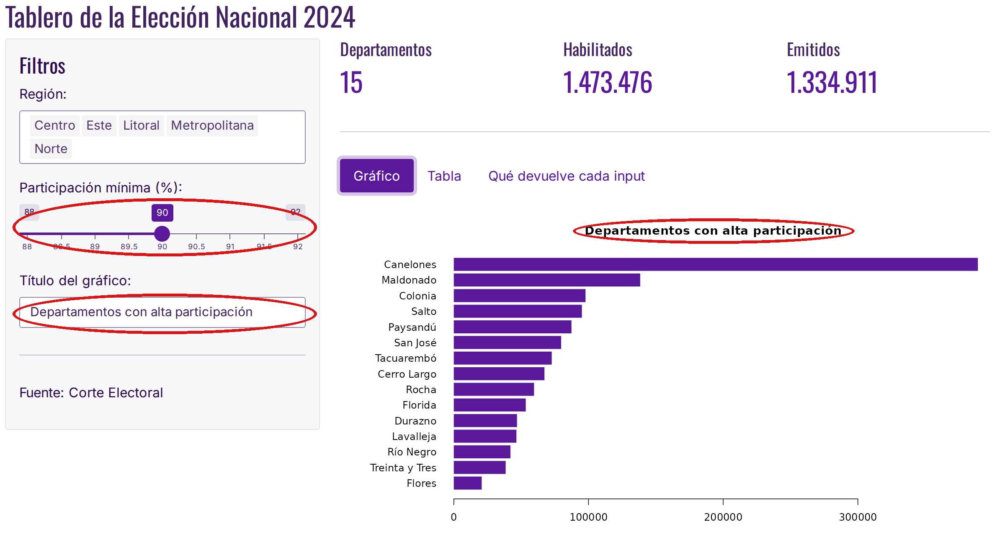 Tablero de la Elección Nacional 2024
Filtros
Región:
Centro Este Litoral Metropolitana
Norte
Participación mínima (%):
88 90 92
88 88.5 89 89.5 90 90.5 91 91.5 92
Título del gráfico:
Departamentos con alta participación
Fuente: Corte Electoral
Departamentos Habilitados Emitidos
15 1.473.476 1.334.911
Gráfico Tabla Qué devuelve cada input
Departamentos con alta participación
Canelones
Maldonado
Colonia
Salto
Paysandú
San José
Tacuarembó
Cerro Largo
Rocha
Florida
Durazno
Lavalleja
Río Negro
Treinta y Tres
Flores
0 100000 200000 300000